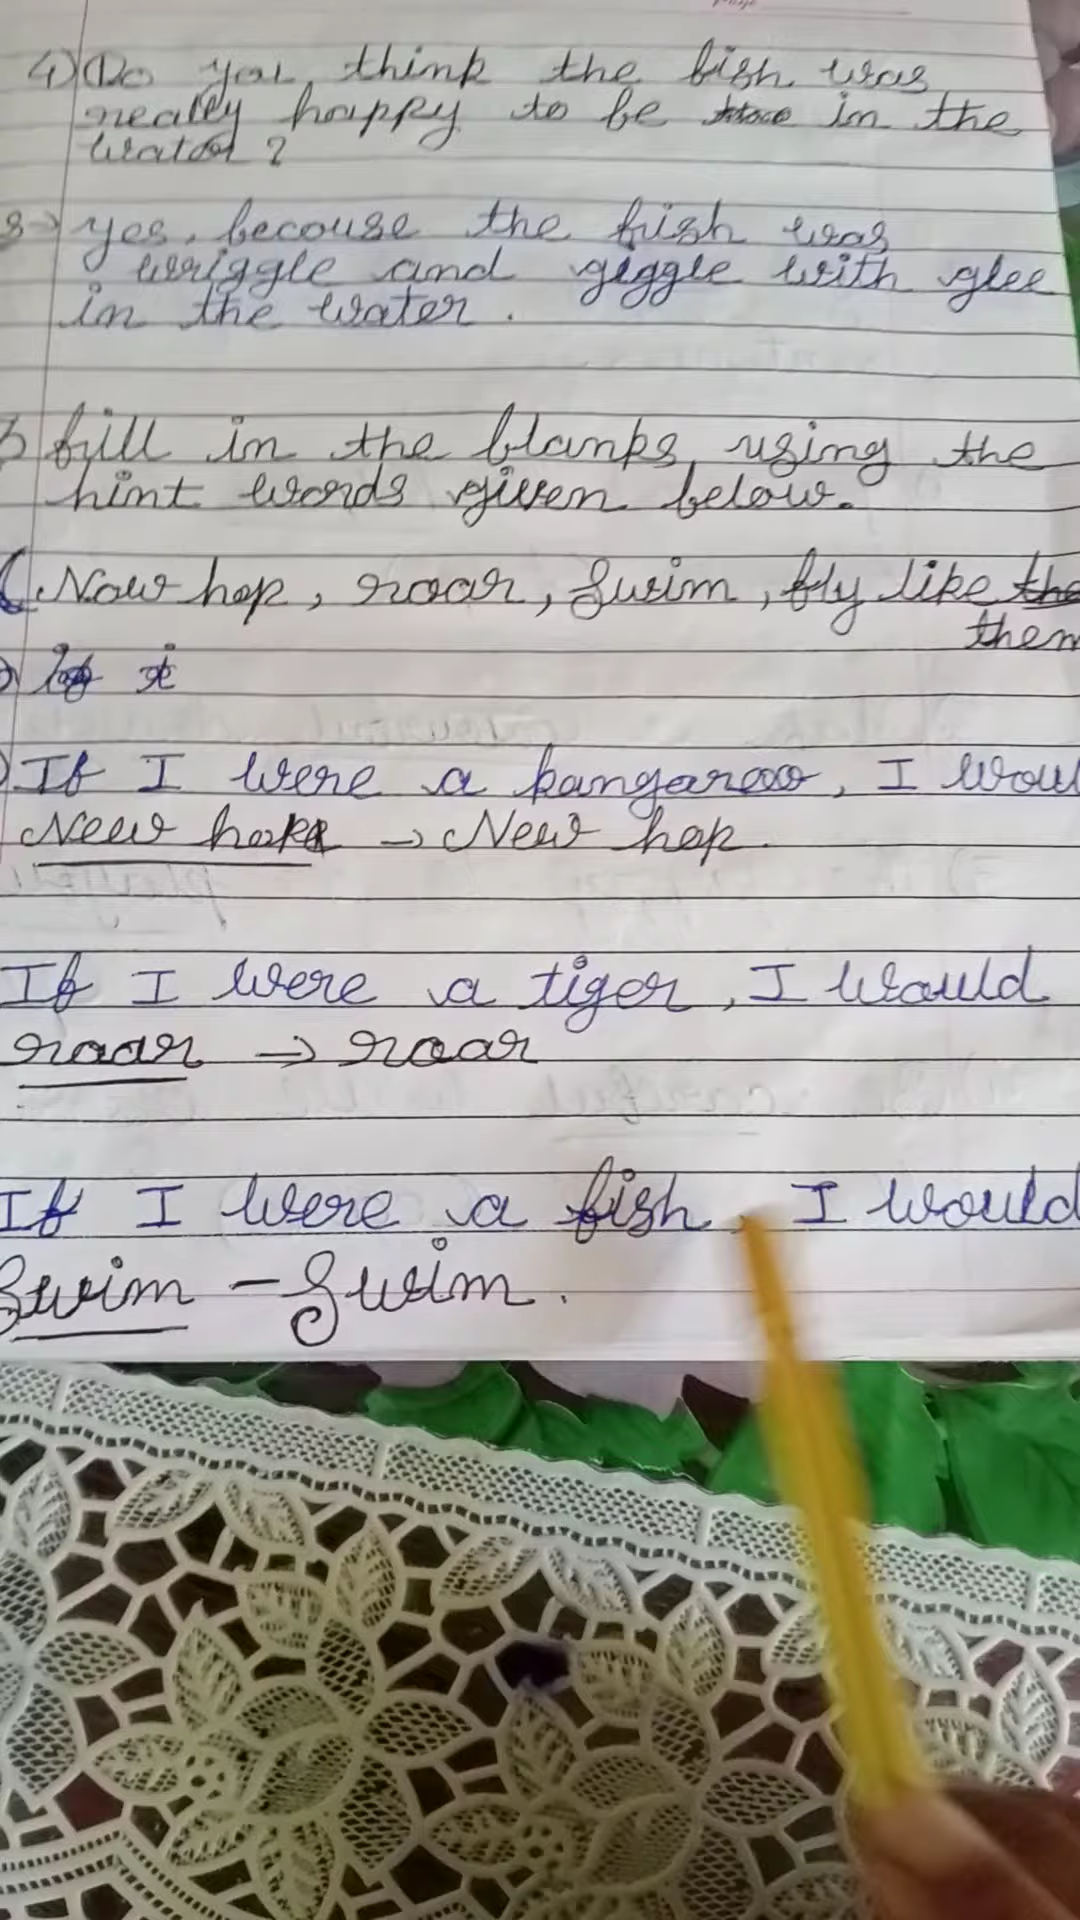 4) Do you think the fish was
really happy to be in the
water ?
yes, becouse the fish was
wriggle and giggle with glee
in the water .
fill in the blanks using the
hint words given below.
( Now hop, roar, Swim, fly like the
them
If I were a kangaroo, I woul
New hop → New hop.
If I were a tiger, I would
roar → roar
If I were a fish, I would
Swim - Swim.